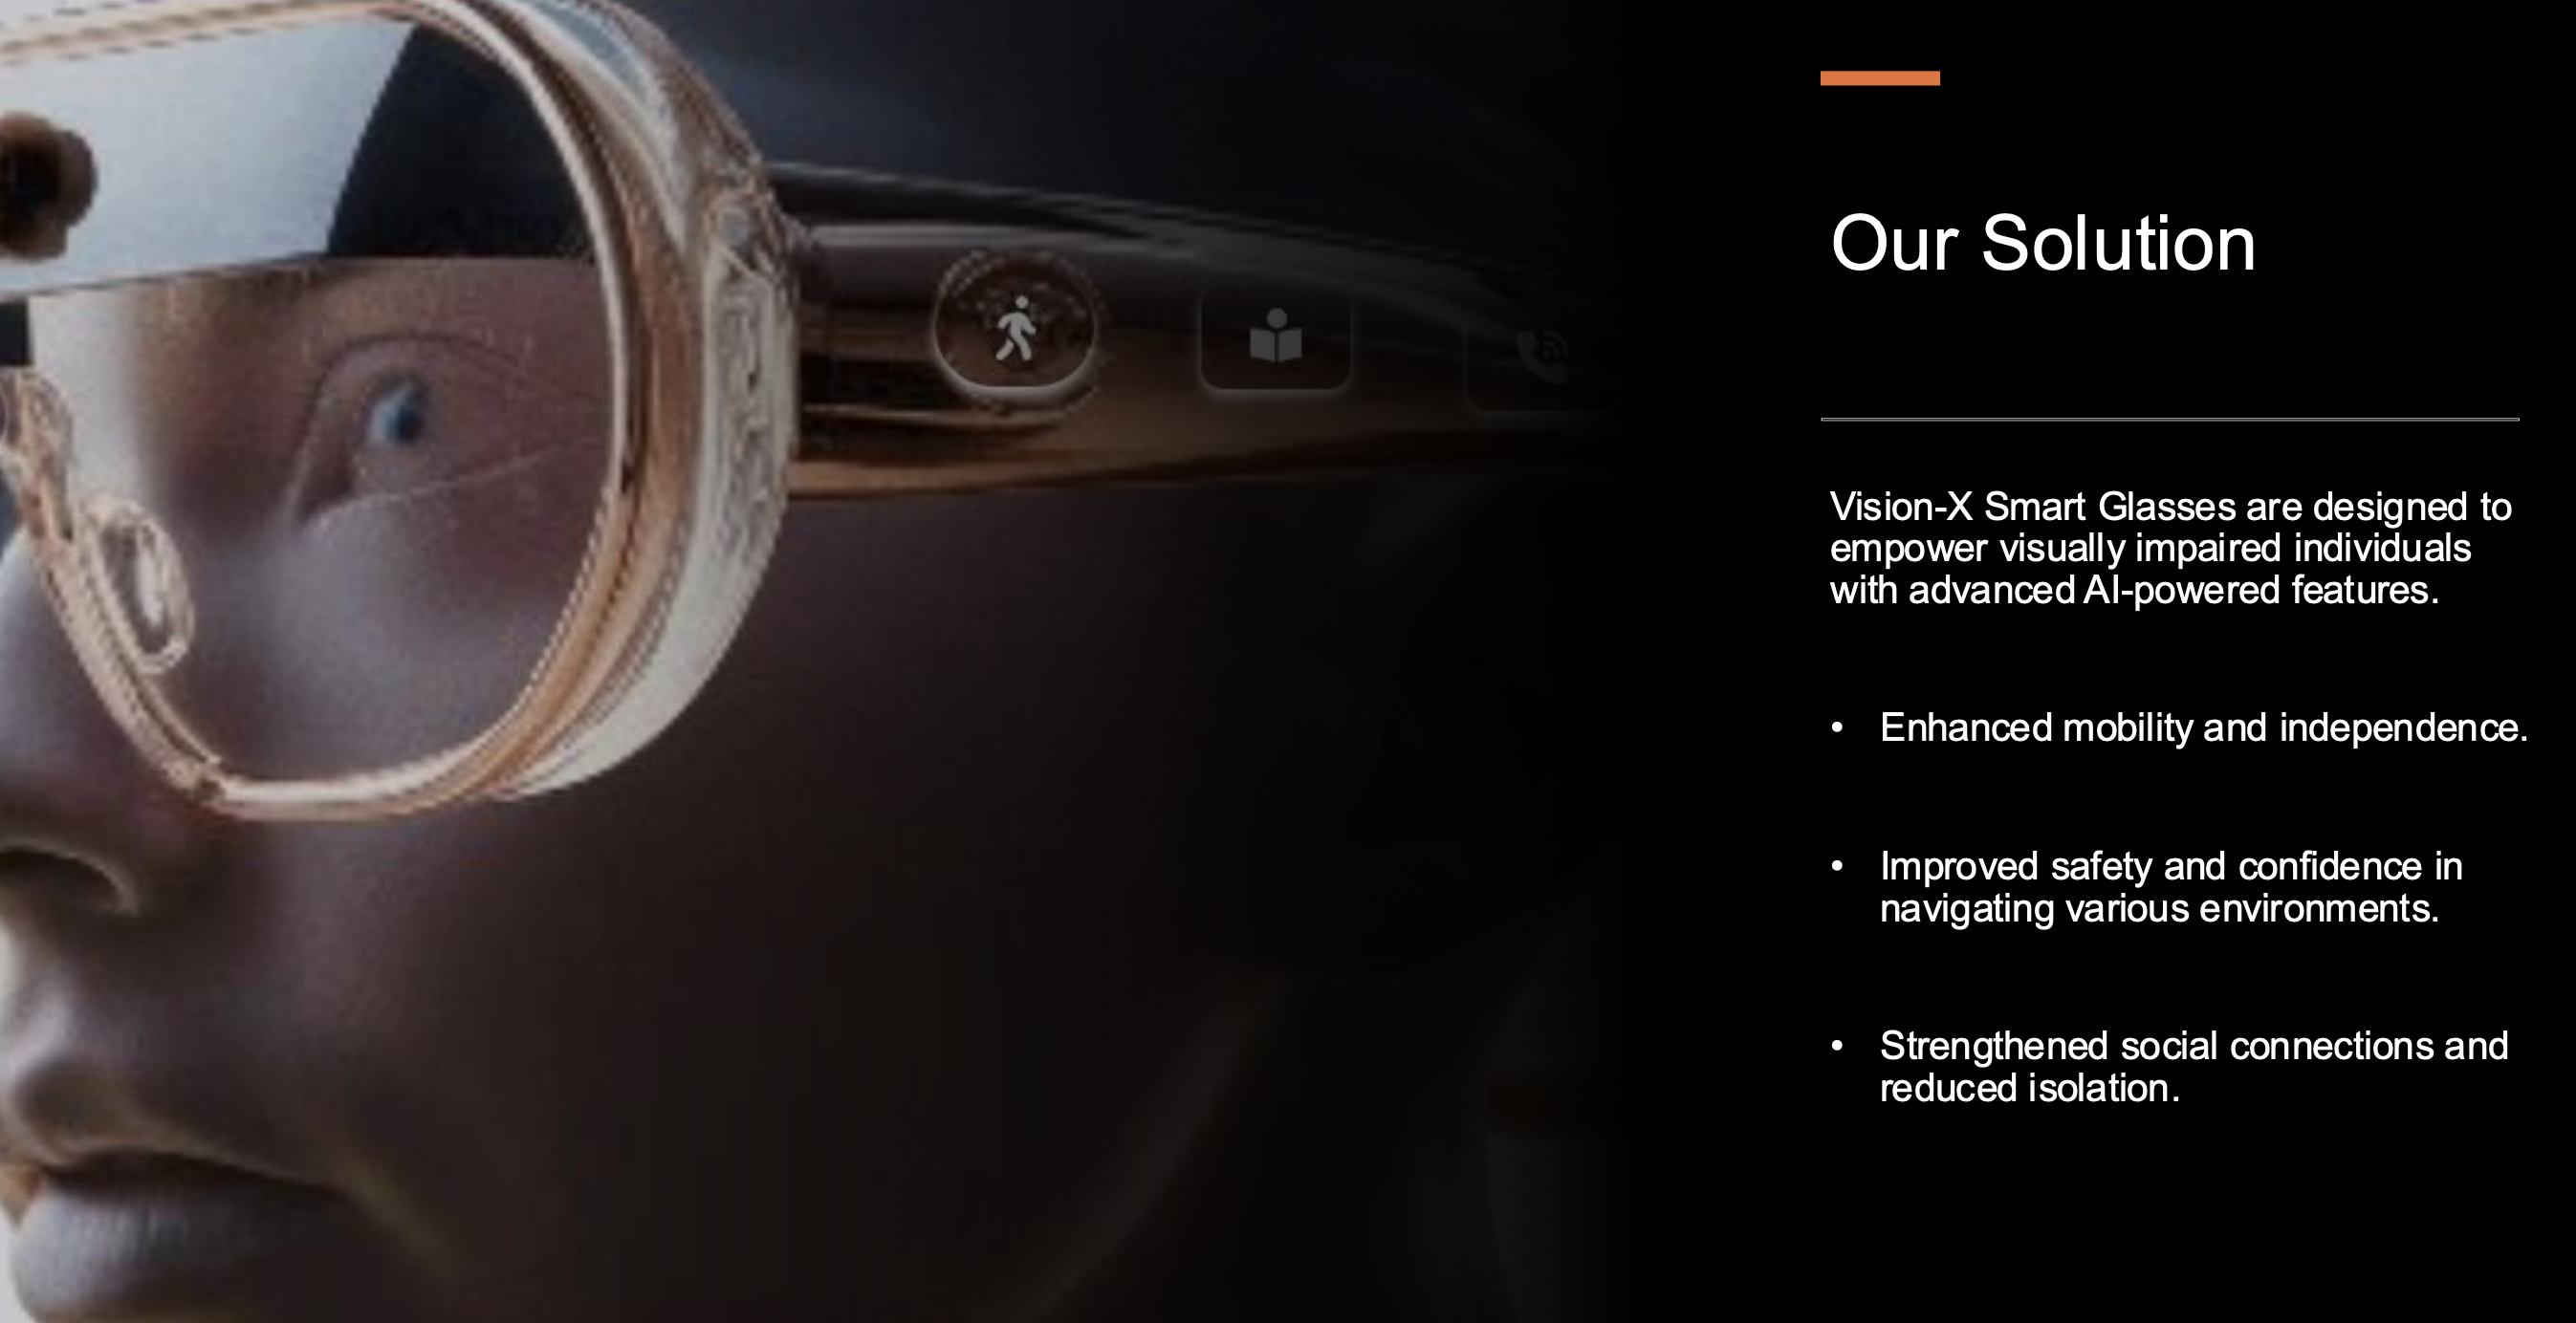 Our Solution
Vision-X Smart Glasses are designed to
empower visually impaired individuals
with advanced AI-powered features.
• Enhanced mobility and independence.
• Improved safety and confidence in
navigating various environments.
• Strengthened social connections and
reduced isolation.